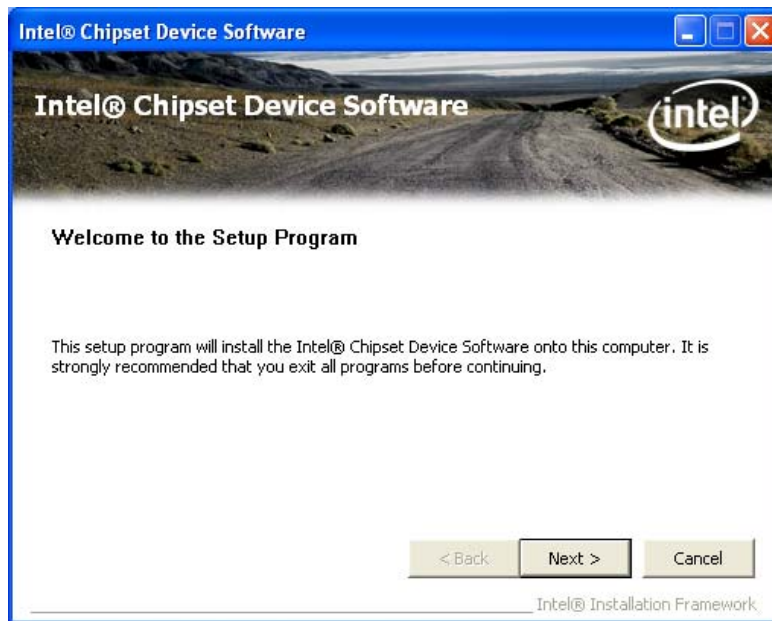 Intel® Chipset Device Software
Intel® Chipset Device Software
intel
Welcome to the Setup Program
This setup program will install the Intel® Chipset Device Software onto this computer. It is
strongly recommended that you exit all programs before continuing.
< Back
Next >
Cancel
Intel® Installation Framework